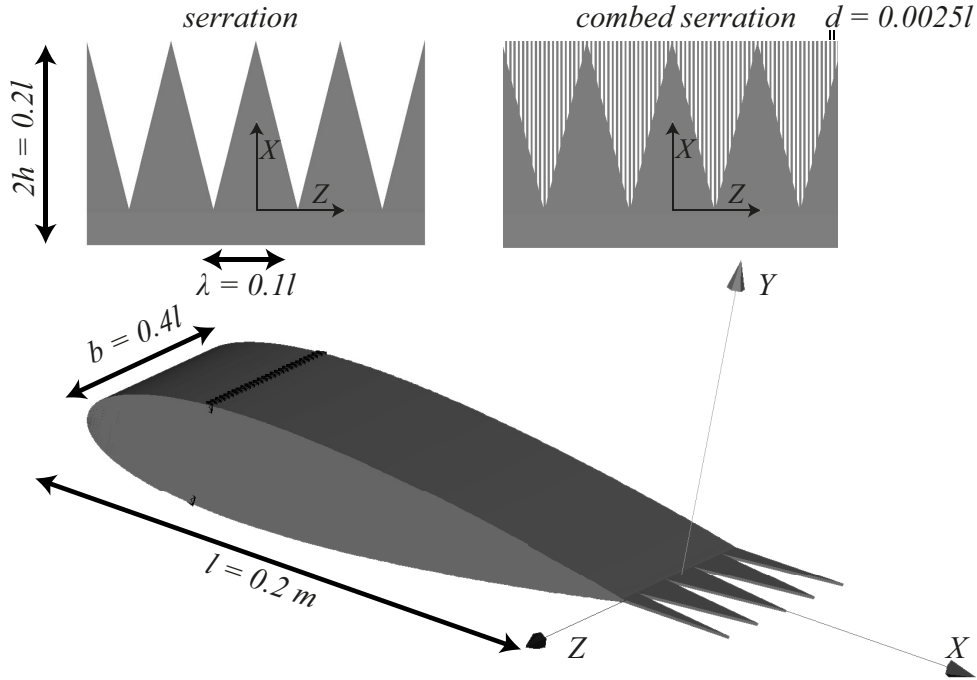 serration
combed serration d = 0.0025l
2h = 0.2l
X
Z
X
Z
λ = 0.1l
Y
b = 0.4l
l = 0.2 m
Z
X